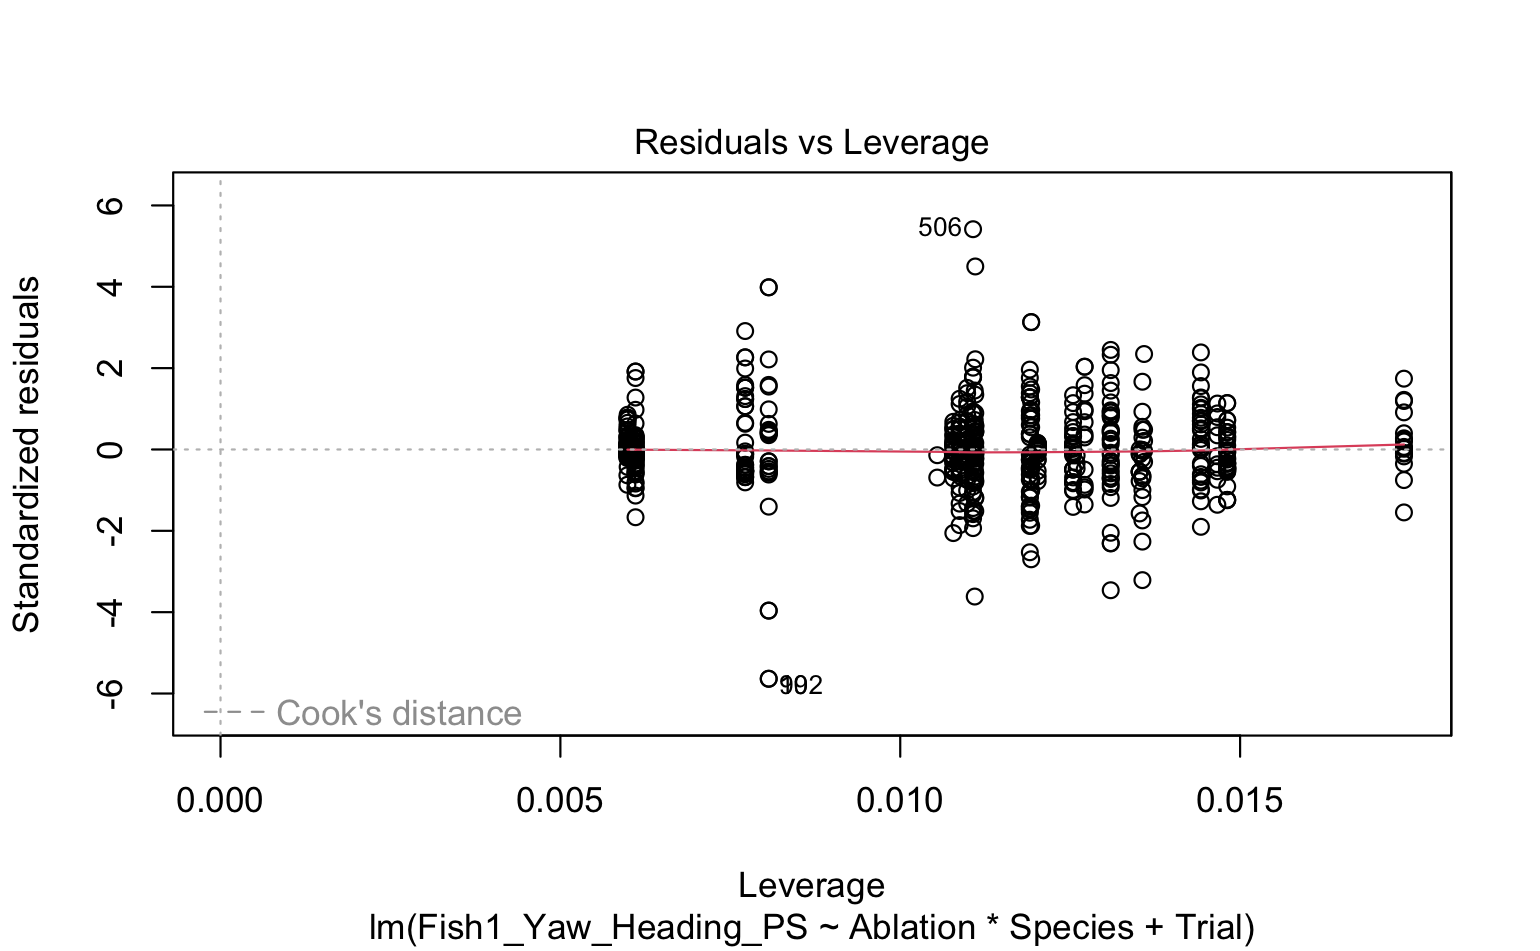 Residuals vs Leverage
Standardized residuals
6
4
2
0
-2
-4
-6
506
992
Cook's distance
0.000
0.005
0.010
0.015
Leverage
lm(Fish1_Yaw_Heading_PS ~ Ablation * Species + Trial)